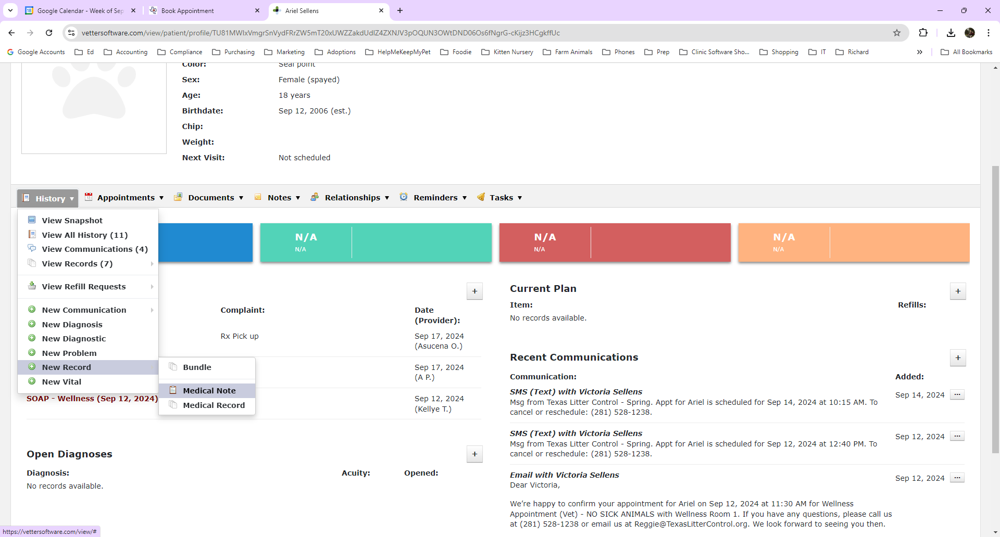 Google Calendar - Week of Sep
Book Appointment
Ariel Sellens
vettersoftware.com/view/patient/profile/TU81MWlxVmgrSnVydFRrZW5mT20xUWZZakdUdlZ4ZXNJV3pOQUN3OWtDND06Os6fNgrG-cKijz3HCgkffUc
Google Accounts
Ed
Accounting
Compliance
Purchasing
Marketing
Adoptions
HelpMeKeepMyPet
Foodie
Kitten Nursery
Farm Animals
Phones
Prep
Clinic Software Sho...
Shopping
IT
Richard
All Bookmarks
Color: Seal point
Sex: Female (spayed)
Age: 18 years
Birthdate: Sep 12, 2006 (est.)
Chip:
Weight:
Next Visit: Not scheduled
History ▼
Appointments ▼
Documents ▼
Notes ▼
Relationships ▼
Reminders ▼
Tasks ▼
View Snapshot
View All History (11)
View Communications (4)
View Records (7)
View Refill Requests
New Communication
New Diagnosis
New Diagnostic
New Problem
New Record
New Vital
Bundle
Medical Note
Medical Record
N/A
N/A
N/A
N/A
N/A
N/A
Complaint:
Date
(Provider):
Rx Pick up
Sep 17, 2024
(Asucena O.)
Sep 17, 2024
(A P.)
SOAP - Wellness (Sep 12, 2024)
Sep 12, 2024
(Kellye T.)
+
Open Diagnoses
+
Diagnosis: Acuity: Opened:
No records available.
Current Plan
+
Item: Refills:
No records available.
Recent Communications
+
Communication: Added:
SMS (Text) with Victoria Sellens
Msg from Texas Litter Control - Spring. Appt for Ariel is scheduled for Sep 14, 2024 at 10:15 AM. To
cancel or reschedule: (281) 528-1238.
Sep 14, 2024 ...
SMS (Text) with Victoria Sellens
Msg from Texas Litter Control - Spring. Appt for Ariel is scheduled for Sep 12, 2024 at 12:40 PM. To
cancel or reschedule: (281) 528-1238.
Sep 12, 2024 ...
Email with Victoria Sellens
Dear Victoria,
Sep 12, 2024 ...
We're happy to confirm your appointment for Ariel on Sep 12, 2024 at 11:30 AM for Wellness
Appointment (Vet) - NO SICK ANIMALS with Wellness Room 1. If you have any questions, please call us
at (281) 528-1238 or email us at Reggie@TexasLitterControl.org. We look forward to seeing you then.
https://vettersoftware.com/view/#